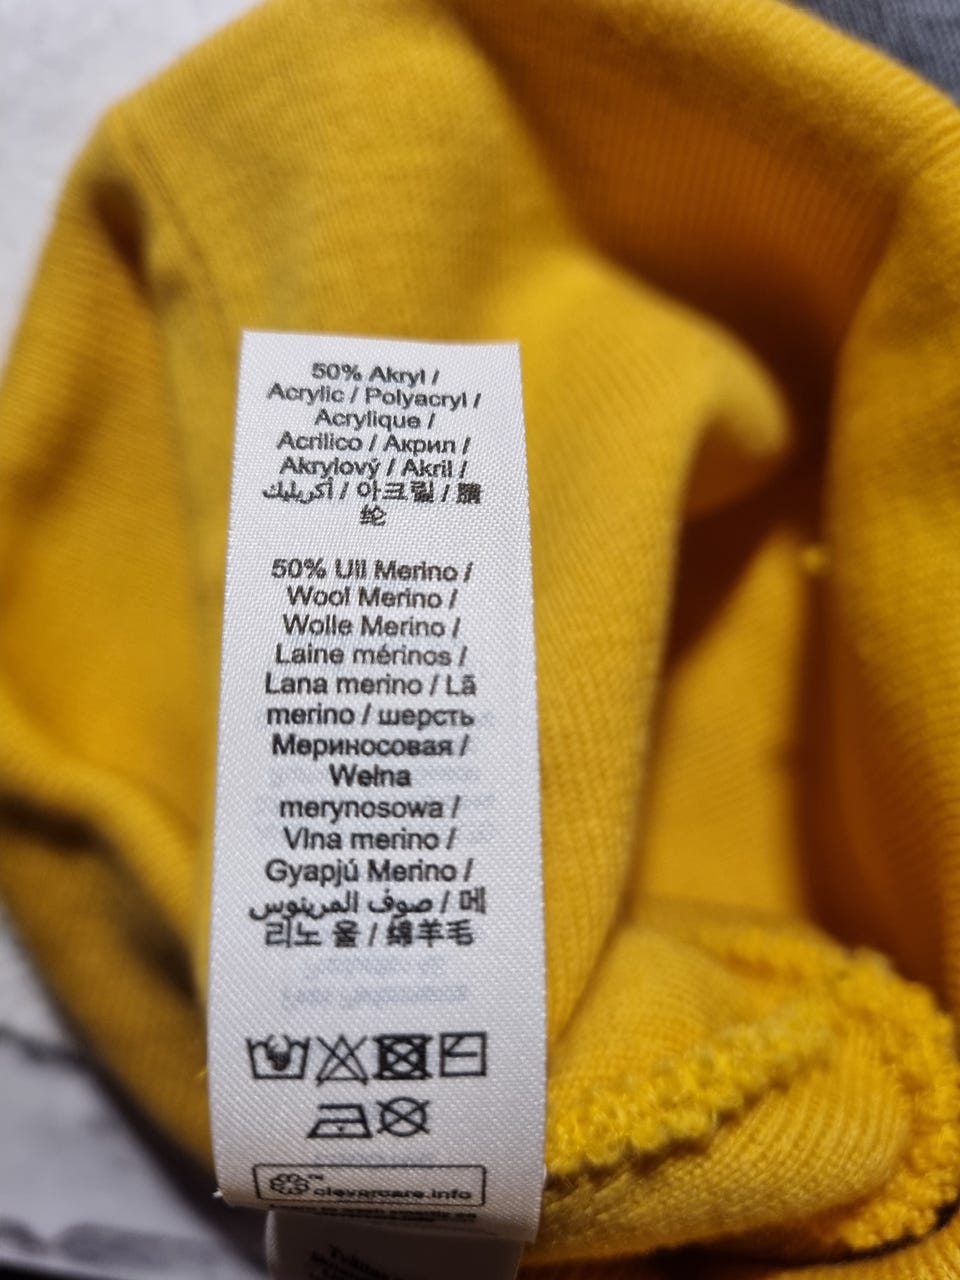 50% Akryl /
Acrylic / Polyacryl /
Acrylique /
Acrilico / Акрил /
Akrylový / Akril /
أكريليك / 아크릴 / 腈
纶
50% Ull Merino /
Wool Merino /
Wolle Merino /
Laine mérinos /
Lana merino / Lã
merino / шерсть
Мериносовая /
Wełna
merynosowa /
Vlna merino /
Gyapjú Merino /
صوف المرينوس / 메
리노 울 / 绵羊毛
clevercare.info